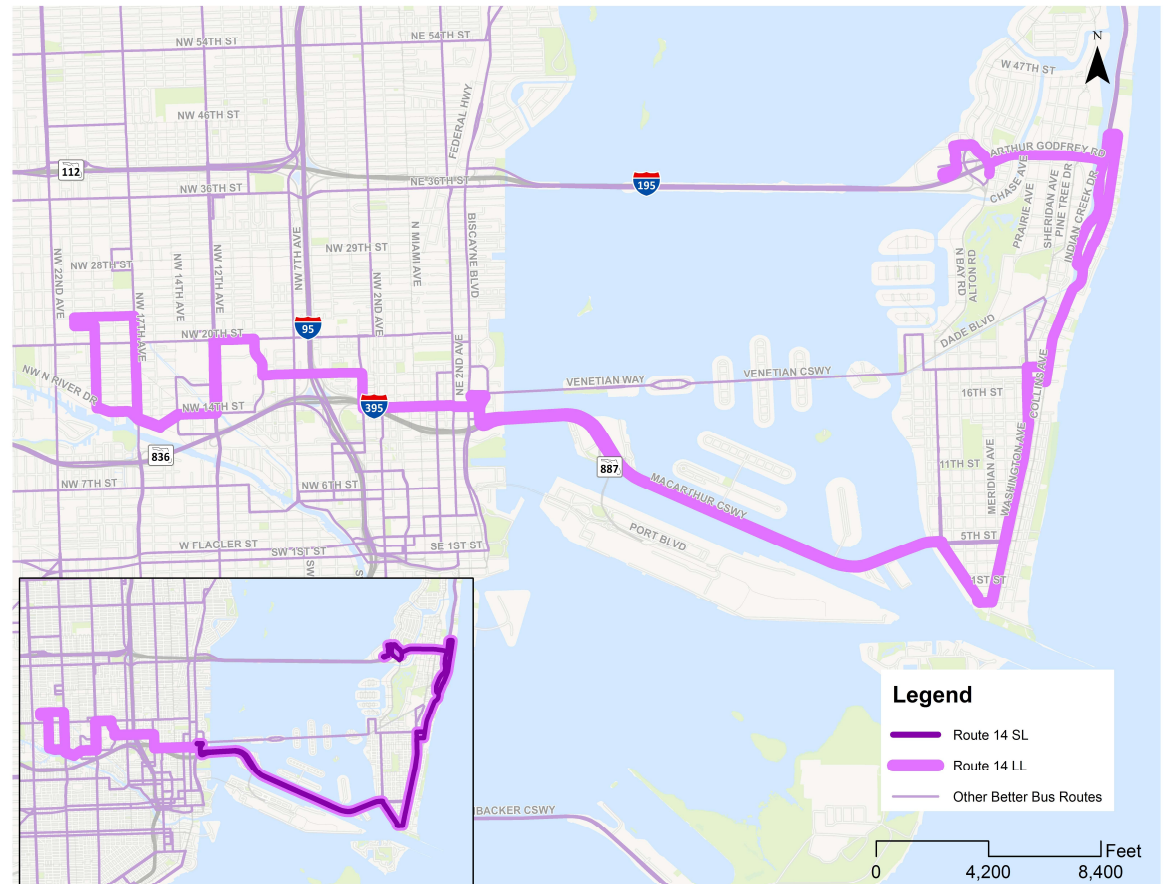 NW 54TH ST
NE 54TH ST
N
W 47TH ST
NW 46TH ST
FEDERAL HWY
112
ARTHUR GODFREY RD
NW 36TH ST
NE 36TH ST
195
CHASE AVE
PRAIRIE AVE
SHERIDAN AVE
PINE TREE DR
INDIAN CREEK DR
NW 22ND AVE
NW 28TH ST
NW 14TH AVE
NW 12TH AVE
NW 7TH AVE
NW 29TH ST
N MIAMI AVE
BISCAYNE BLVD
N BAY RD
ALTON RD
NW 17TH AVE
NW 2ND AVE
NW 20TH ST
95
NE 2ND AVE
DADE BLVD
NW N RIVER DR
VENETIAN WAY
VENETIAN CSWY
COLLINS AVE
16TH ST
NW 14TH ST
395
836
887
11TH ST
MERIDIAN AVE
WASHINGTON AVE
NW 7TH ST
NW 6TH ST
MACARTHUR CSWY
PORT BLVD
5TH ST
W FLAGLER ST
SW 1ST ST
SE 1ST ST
SW
S
1ST ST
Legend
Route 14 SL
Route 14 LL
Other Better Bus Routes
BACKER CSWY
Feet
0 4,200 8,400